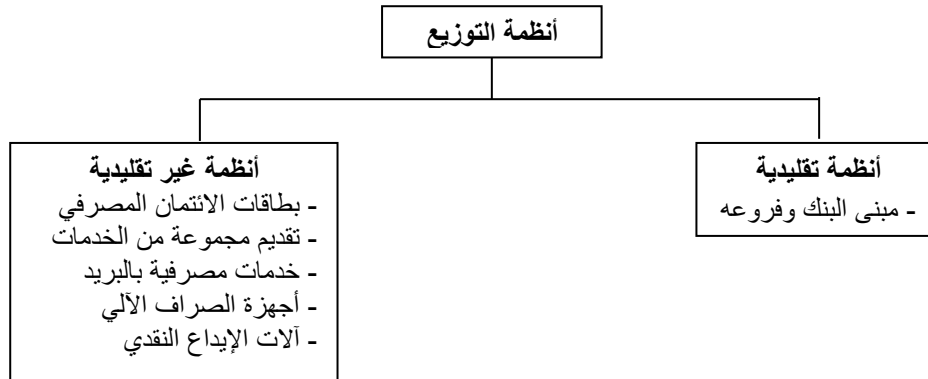 أنظمة التوزيع
أنظمة تقليدية
- مبنى البنك وفروعه
أنظمة غير تقليدية
- بطاقات الائتمان المصرفي
- تقديم مجموعة من الخدمات
- خدمات مصرفية بالبريد
- أجهزة الصراف الآلي
- آلات الإيداع النقدي